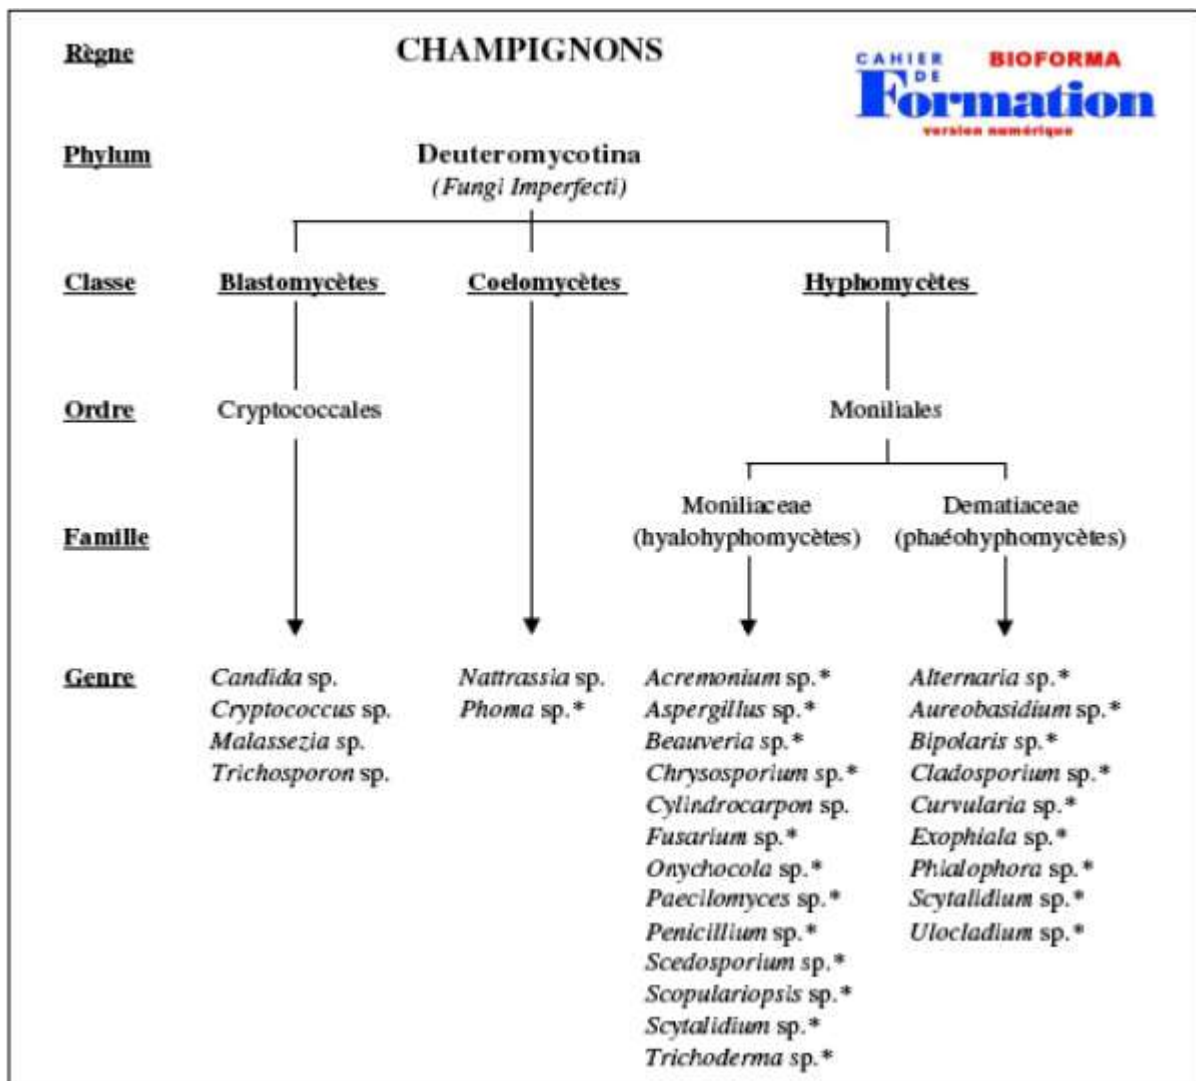 Règne CHAMPIGNONS
CAHIER DE Formation BIOFORMA
version numérique
Phylum Deuteromycotina
(Fungi Imperfecti)
Classe Blastomycètes Coelomycètes Hyphomycètes
Ordre Cryptococcales Moniliales
Moniliaceae Dematiaceae
Famille (hyalohyphomycètes) (phaéohyphomycètes)
Genre Candida sp. Nattrassia sp. Acremonium sp.* Alternaria sp.*
Cryptococcus sp. Phoma sp.* Aspergillus sp.* Aureobasidium sp.*
Malassezia sp. Beauveria sp.* Bipolaris sp.*
Trichosporon sp. Chrysosporium sp.* Cladosporium sp.*
Cylindrocarpon sp. Curvularia sp.*
Fusarium sp.* Exophiala sp.*
Onychocola sp.* Phialophora sp.*
Paecilomyces sp.* Scytalidium sp.*
Penicillium sp.* Ulocladium sp.*
Scedosporium sp.*
Scopulariopsis sp.*
Scytalidium sp.*
Trichoderma sp.*